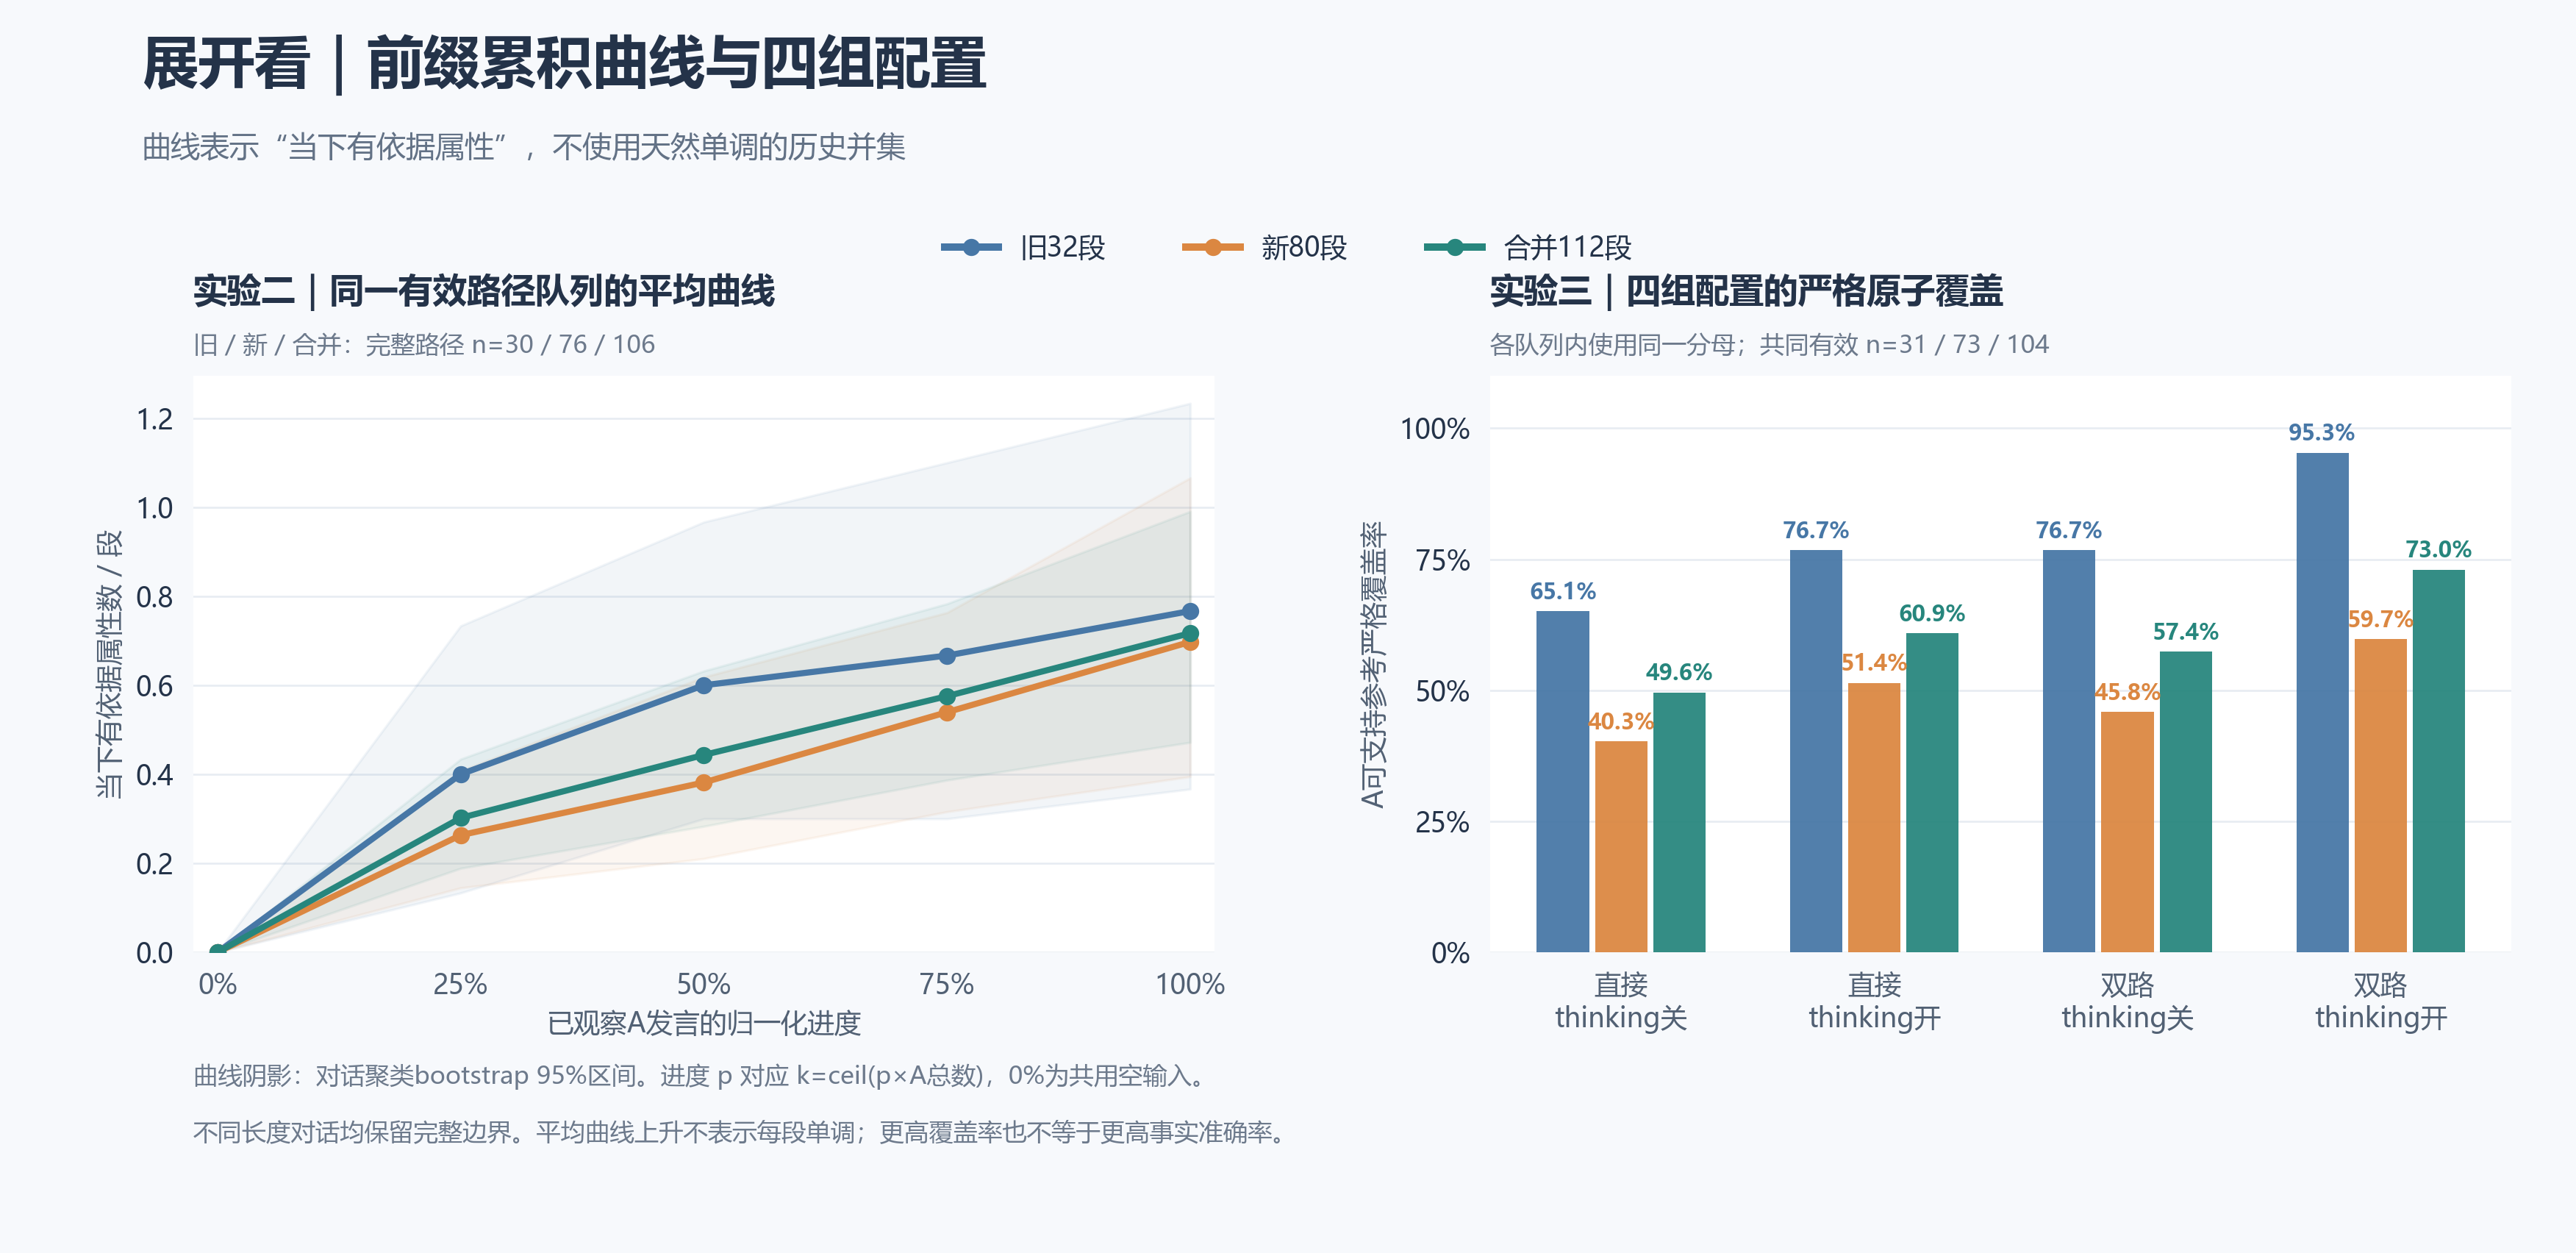 展开看｜前缀累积曲线与四组配置
曲线表示“当下有依据属性”，不使用天然单调的历史并集
旧32段
新80段
合并112段
实验二｜同一有效路径队列的平均曲线
旧 / 新 / 合并：完整路径 n=30 / 76 / 106
当下有依据属性数 / 段
1.2
1.0
0.8
0.6
0.4
0.2
0.0
0%
25%
50%
75%
100%
已观察A发言的归一化进度
实验三｜四组配置的严格原子覆盖
各队列内使用同一分母；共同有效 n=31 / 73 / 104
A可支持参考严格覆盖率
100%
75%
50%
25%
0%
65.1%
40.3%
49.6%
76.7%
51.4%
60.9%
76.7%
45.8%
57.4%
95.3%
59.7%
73.0%
直接
thinking关
直接
thinking开
双路
thinking关
双路
thinking开
曲线阴影：对话聚类bootstrap 95%区间。进度 p 对应 k=ceil(p×A总数)，0%为共用空输入。
不同长度对话均保留完整边界。平均曲线上升不表示每段单调；更高覆盖率也不等于更高事实准确率。